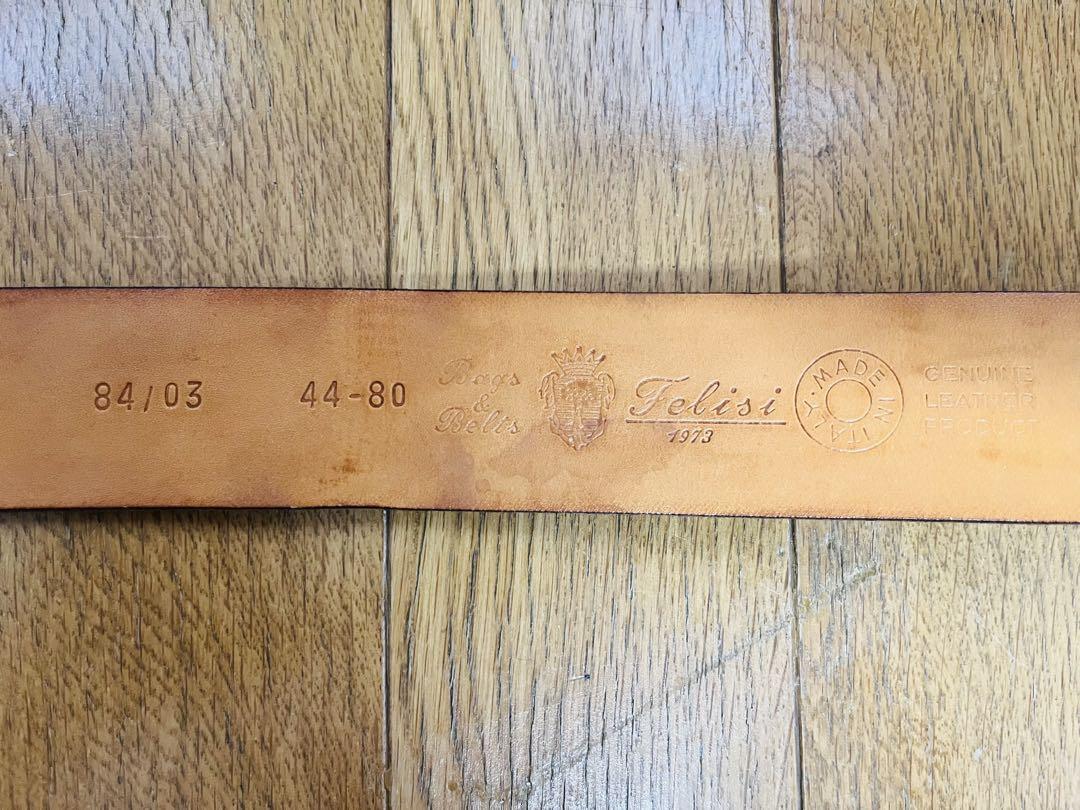 84/03
44-80
Bags
&
Belts
Felisi
1973
MADE IN ITALY
GENUINE
LEATHER
PRODUCT